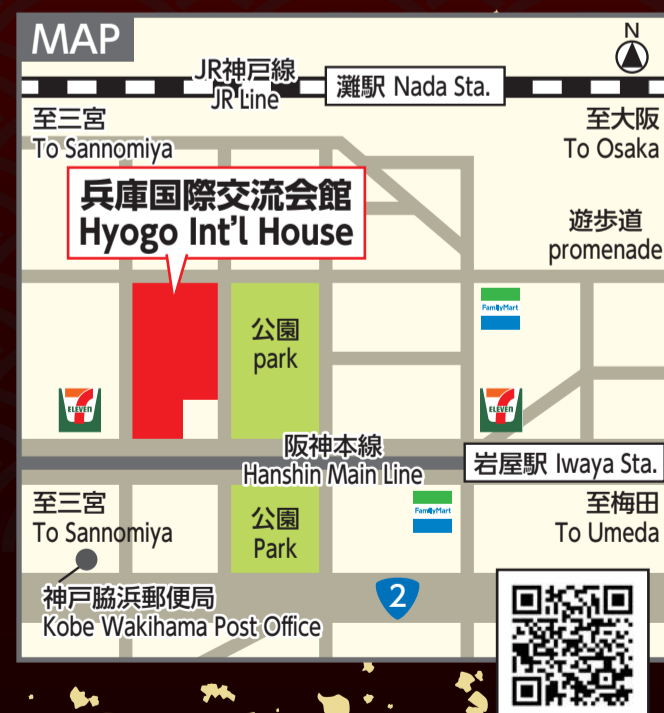 MAP
N
JR神戸線
JR Line
灘駅 Nada Sta.
至三宮
To Sannomiya
至大阪
To Osaka
兵庫国際交流会館
Hyogo Int'l House
遊歩道
promenade
公園
park
FamilyMart
7
ELEVEN
7
ELEVEN
阪神本線
Hanshin Main Line
岩屋駅 Iwaya Sta.
至三宮
To Sannomiya
公園
Park
FamilyMart
至梅田
To Umeda
神戸脇浜郵便局
Kobe Wakihama Post Office
2